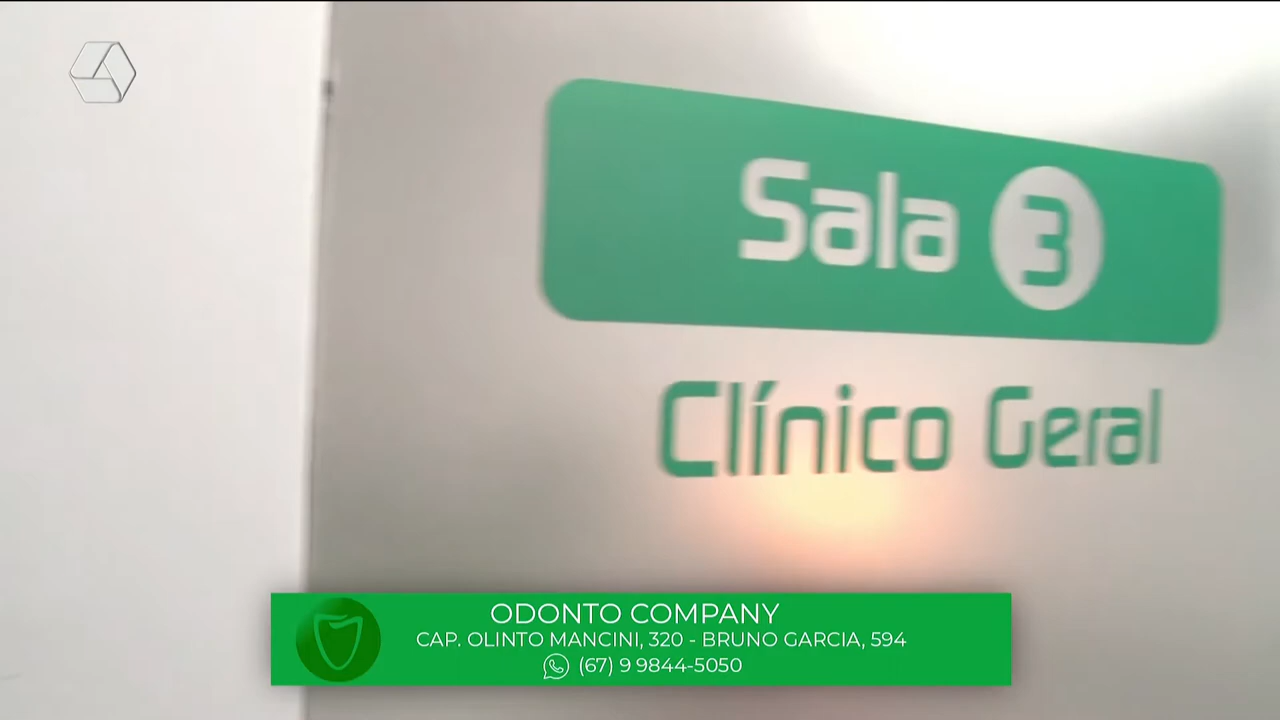 Sala 3
Clínico Geral
ODONTO COMPANY
CAP. OLINTO MANCINI, 320 - BRUNO GARCIA, 594
(67) 9 9844-5050